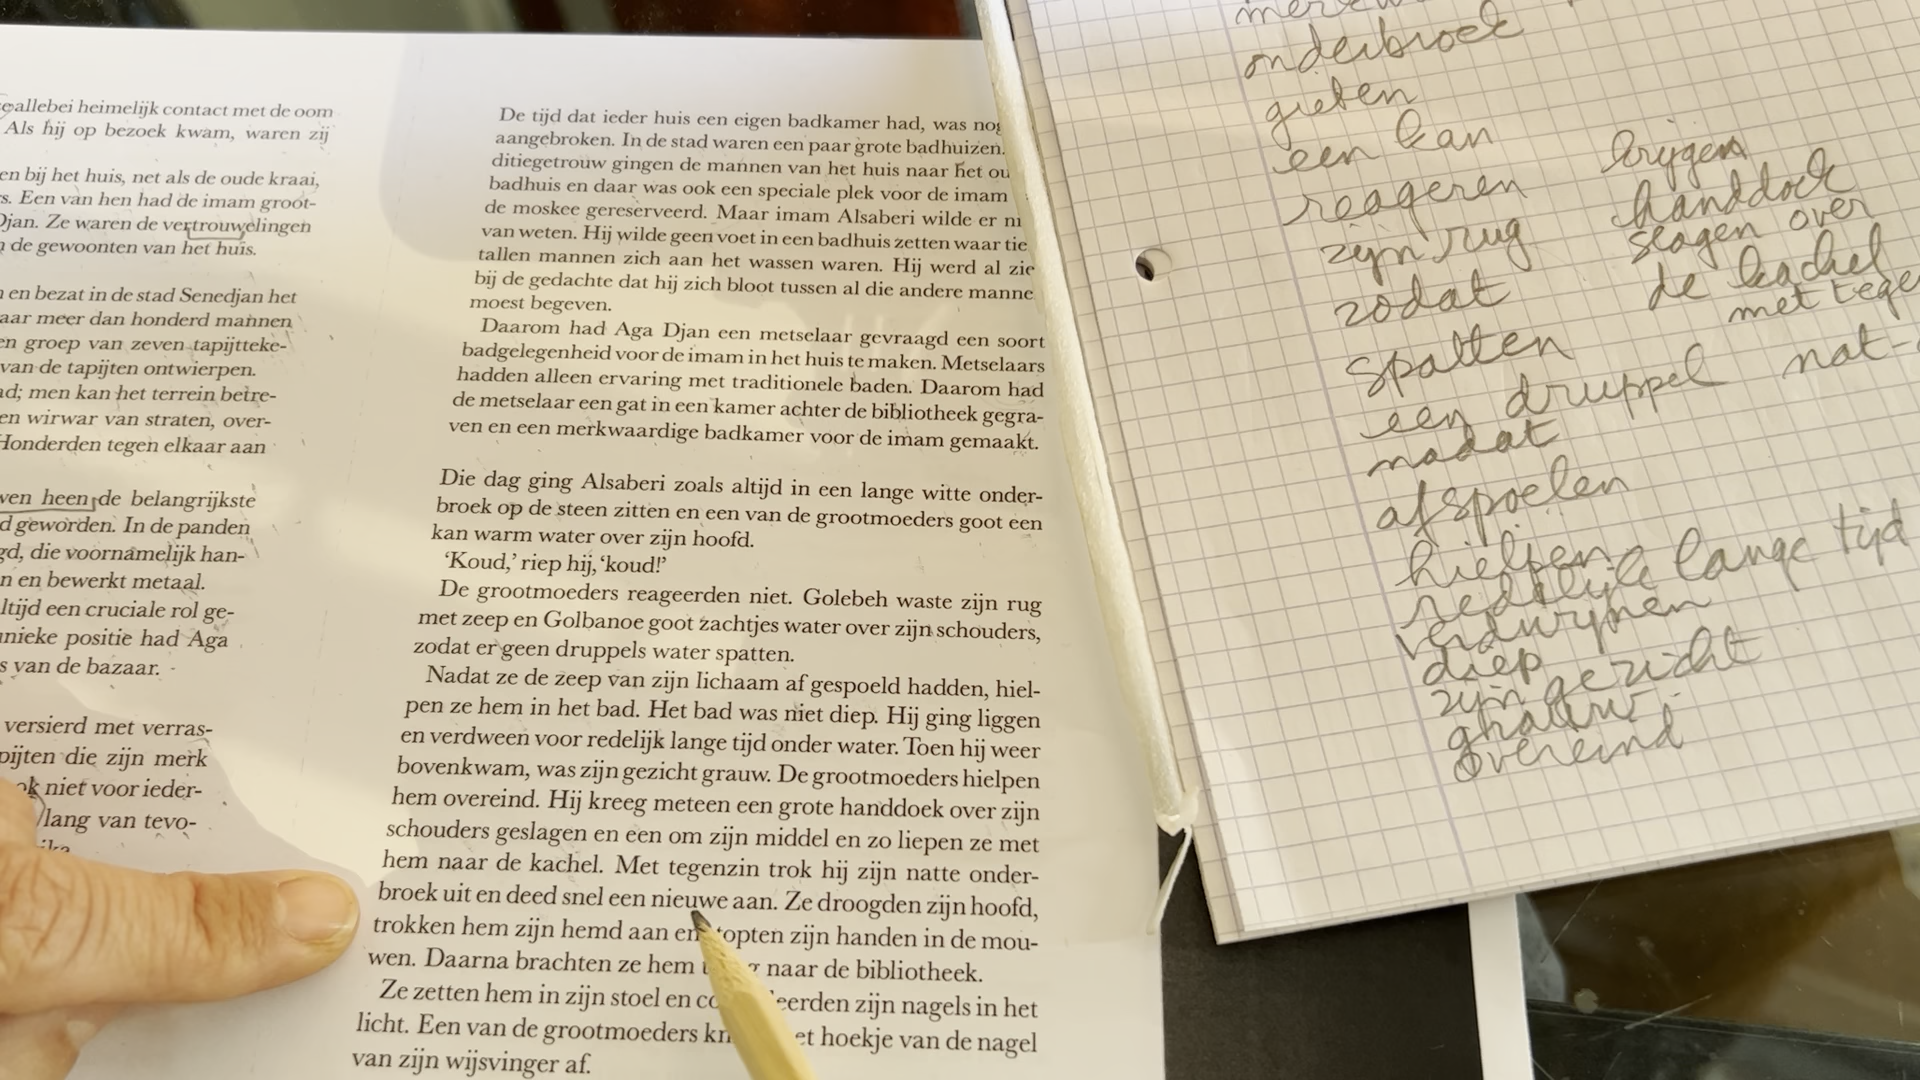 allebei heimelijk contact met de oom
Als hij op bezoek kwam, waren zij
en bij het huis, net als de oude kraai,
s. Een van hen had de imam groot-
Djan. Ze waren de vertrouwelingen
de gewoonten van het huis.
en bezat in de stad Senedjan het
aar meer dan honderd mannen
en groep van zeven tapijtteke-
van de tapijten ontwierpen.
ad; men kan het terrein betre-
en wirwar van straten, over-
Honderden tegen elkaar aan
ven heen de belangrijkste
d geworden. In de panden
gd, die voornamelijk han-
n en bewerkt metaal.
ltijd een cruciale rol ge-
nieke positie had Aga
s van de bazaar.
versierd met verras-
pijten die zijn merk
ok niet voor ieder-
lang van tevo-
ika
De tijd dat ieder huis een eigen badkamer had, was nog
aangebroken. In de stad waren een paar grote badhuizen.
ditiegetrouw gingen de mannen van het huis naar het ou
badhuis en daar was ook een speciale plek voor de imam
de moskee gereserveerd. Maar imam Alsaberi wilde er ni
van weten. Hij wilde geen voet in een badhuis zetten waar tie
tallen mannen zich aan het wassen waren. Hij werd al zie
bij de gedachte dat hij zich bloot tussen al die andere manne
moest begeven.
Daarom had Aga Djan een metselaar gevraagd een soort
badgelegenheid voor de imam in het huis te maken. Metselaars
hadden alleen ervaring met traditionele baden. Daarom had
de metselaar een gat in een kamer achter de bibliotheek gegra-
ven en een merkwaardige badkamer voor de imam gemaakt.
Die dag ging Alsaberi zoals altijd in een lange witte onder-
broek op de steen zitten en een van de grootmoeders goot een
kan warm water over zijn hoofd.
‘Koud,’ riep hij, ‘koud!’
De grootmoeders reageerden niet. Golebeh waste zijn rug
met zeep en Golbanoe goot zachtjes water over zijn schouders,
zodat er geen druppels water spatten.
Nadat ze de zeep van zijn lichaam afgespoeld hadden, hiel-
pen ze hem in het bad. Het bad was niet diep. Hij ging liggen
en verdween voor redelijk lange tijd onder water. Toen hij weer
bovenkwam, was zijn gezicht grauw. De grootmoeders hielpen
hem overeind. Hij kreeg meteen een grote handdoek over zijn
schouders geslagen en een om zijn middel en zo liepen ze met
hem naar de kachel. Met tegenzin trok hij zijn natte onder-
broek uit en deed snel een nieuwe aan. Ze droogden zijn hoofd,
trokken hem zijn hemd aan en topten zijn handen in de mou-
wen. Daarna brachten ze hem naar de bibliotheek.
Ze zetten hem in zijn stoel en co eerden zijn nagels in het
licht. Een van de grootmoeders kn et hoekje van de nagel
van zijn wijsvinger af.
onderbroek
gieten
een kan
reageren
zijn rug
zodat
spatten
een druppel
nadat
afspoelen
hielpen
redelijk lange tijd
verdwijnen
diep
zijn gezicht
grauw
overeind
krijgen
handdoek
slagen over
de kachel
met tege
nat-